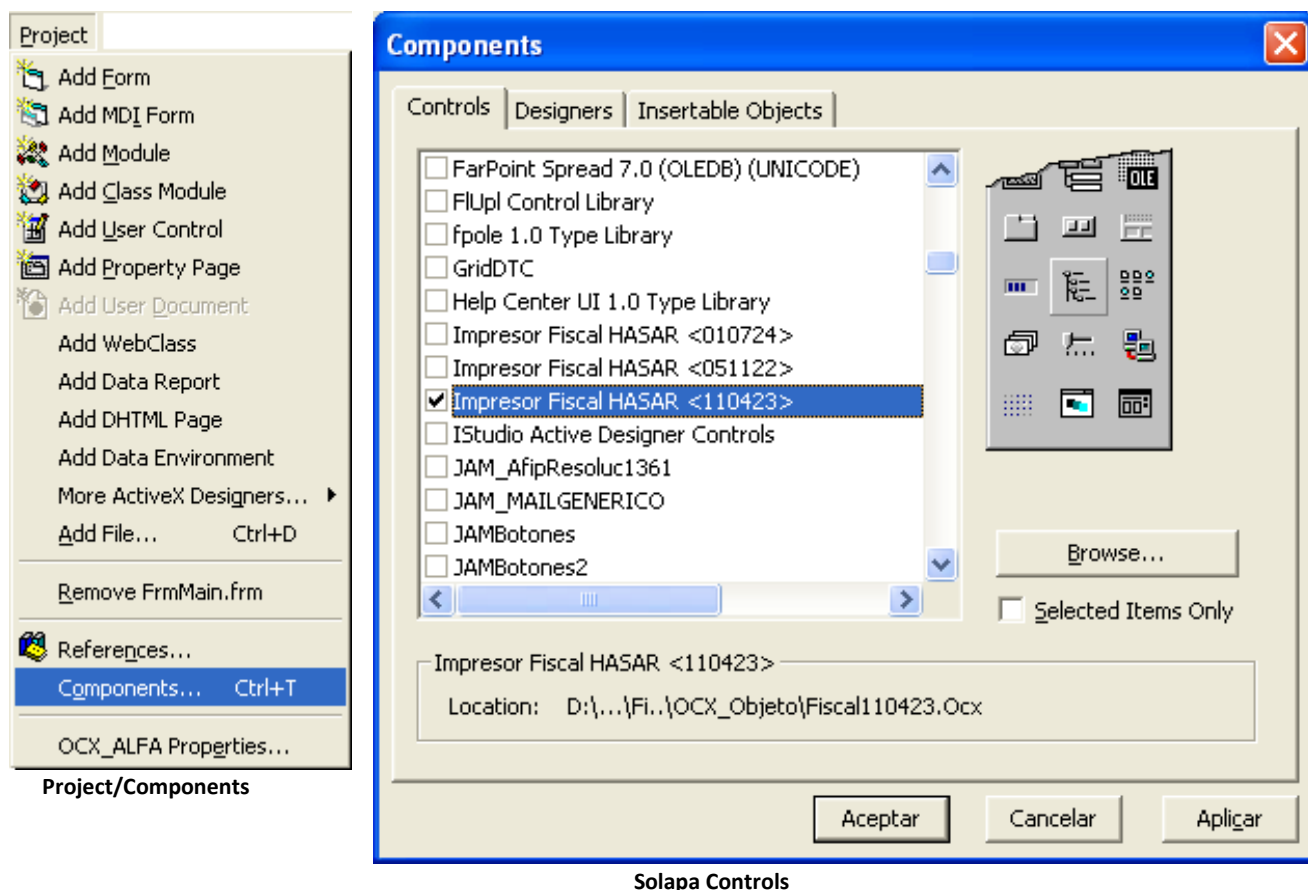 Project
Add Form
Add MDI Form
Add Module
Add Class Module
Add User Control
Add Property Page
Add User Document
Add WebClass
Add Data Report
Add DHTML Page
Add Data Environment
More ActiveX Designers...
Add File... Ctrl+D
Remove FrmMain.frm
References...
Components... Ctrl+T
OCX_ALFA Properties...
Project/Components
Components
Controls Designers Insertable Objects
FarPoint Spread 7.0 (OLEDB) (UNICODE)
FlUpl Control Library
fpole 1.0 Type Library
GridDTC
Help Center UI 1.0 Type Library
Impresor Fiscal HASAR <010724>
Impresor Fiscal HASAR <051122>
Impresor Fiscal HASAR <110423>
IStudio Active Designer Controls
JAM_AfipResoluc1361
JAM_MAILGENERICO
JAMBotones
JAMBotones2
OLE
Browse...
Selected Items Only
Impresor Fiscal HASAR <110423>
Location: D:\...\Fi..\OCX_Objeto\Fiscal110423.Ocx
Aceptar Cancelar Aplicar
Solapa Controls